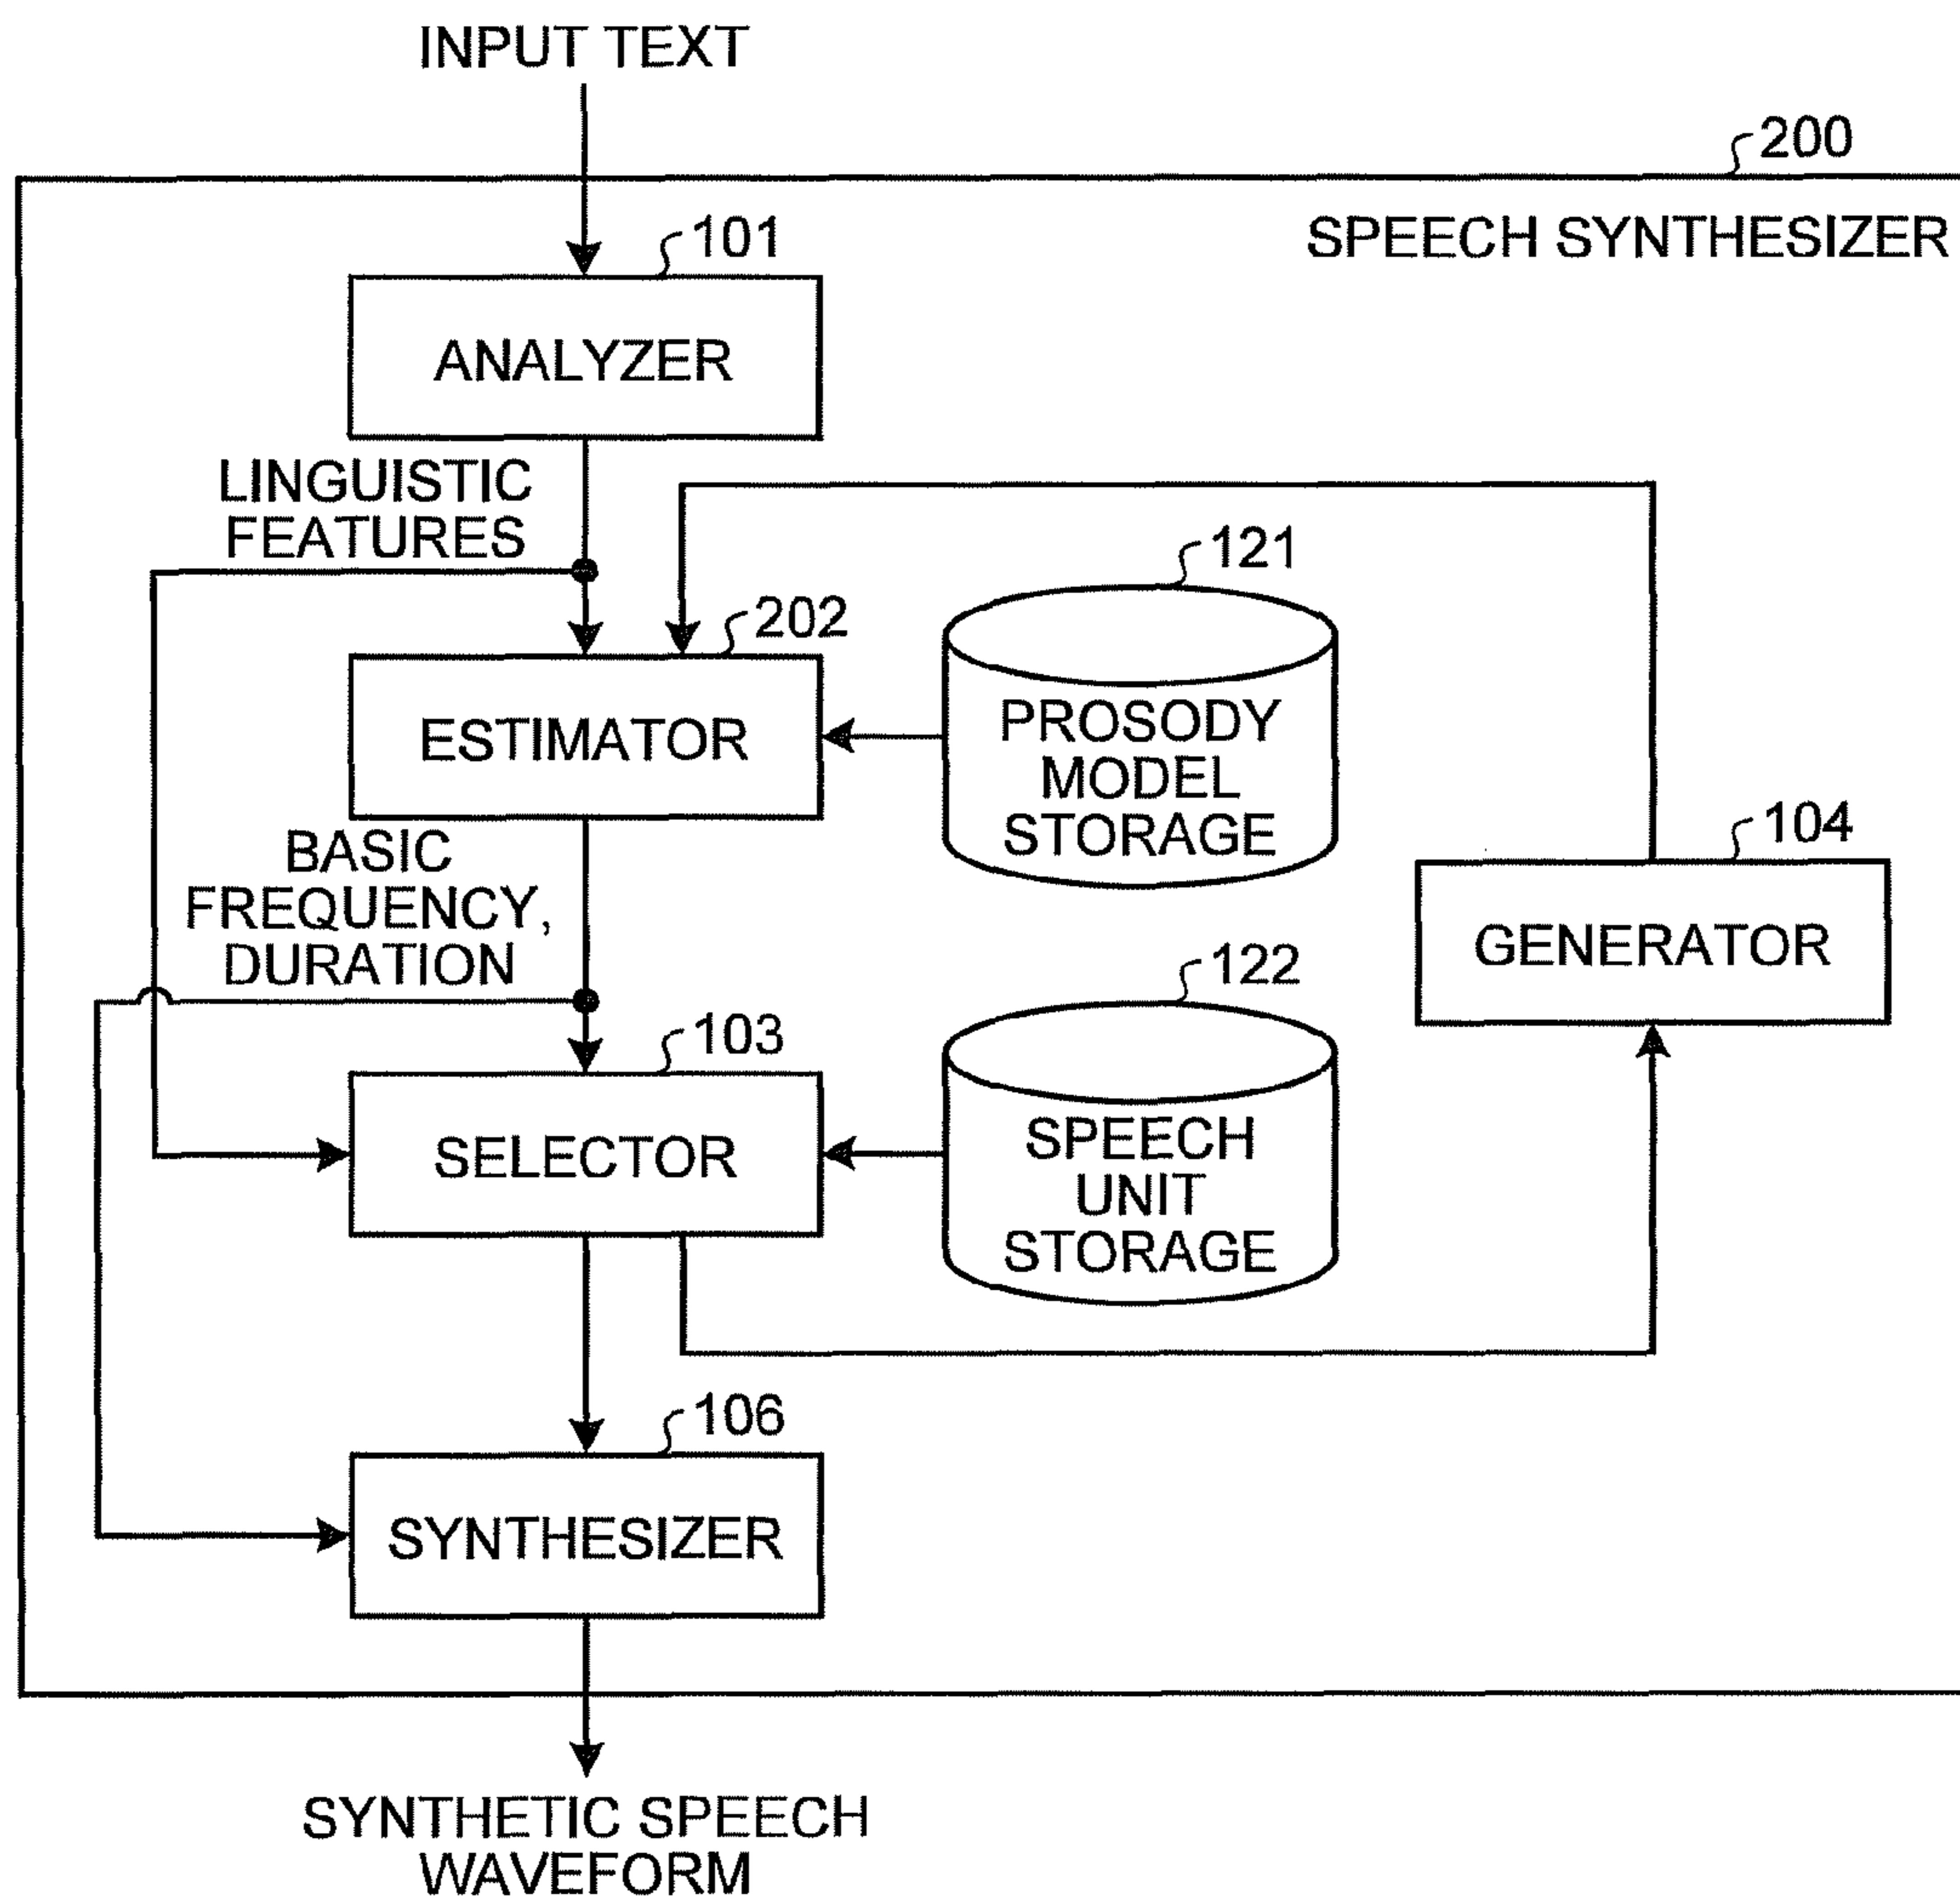 INPUT TEXT
200
SPEECH SYNTHESIZER
101
ANALYZER
LINGUISTIC
FEATURES
121
202
ESTIMATOR
PROSODY
MODEL
STORAGE
104
GENERATOR
BASIC
FREQUENCY,
DURATION
122
103
SELECTOR
SPEECH
UNIT
STORAGE
106
SYNTHESIZER
SYNTHETIC SPEECH
WAVEFORM